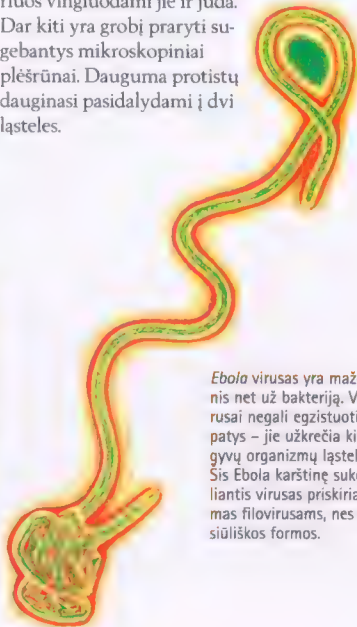 riuos vingiuodami jie ir juda.
Dar kiti yra grobį praryti su-
gebantys mikroskopiniai
plėšrūnai. Dauguma protistų
dauginasi pasidalydami į dvi
ląsteles.
Ebola virusas yra maž
nis net už bakteriją. V
rusai negali egzistuoti
patys – jie užkrečia ki
gyvų organizmų ląstel
Šis Ebola karštinę suke
liantis virusas priskiria
mas filovirusams, nes
siūliškos formos.